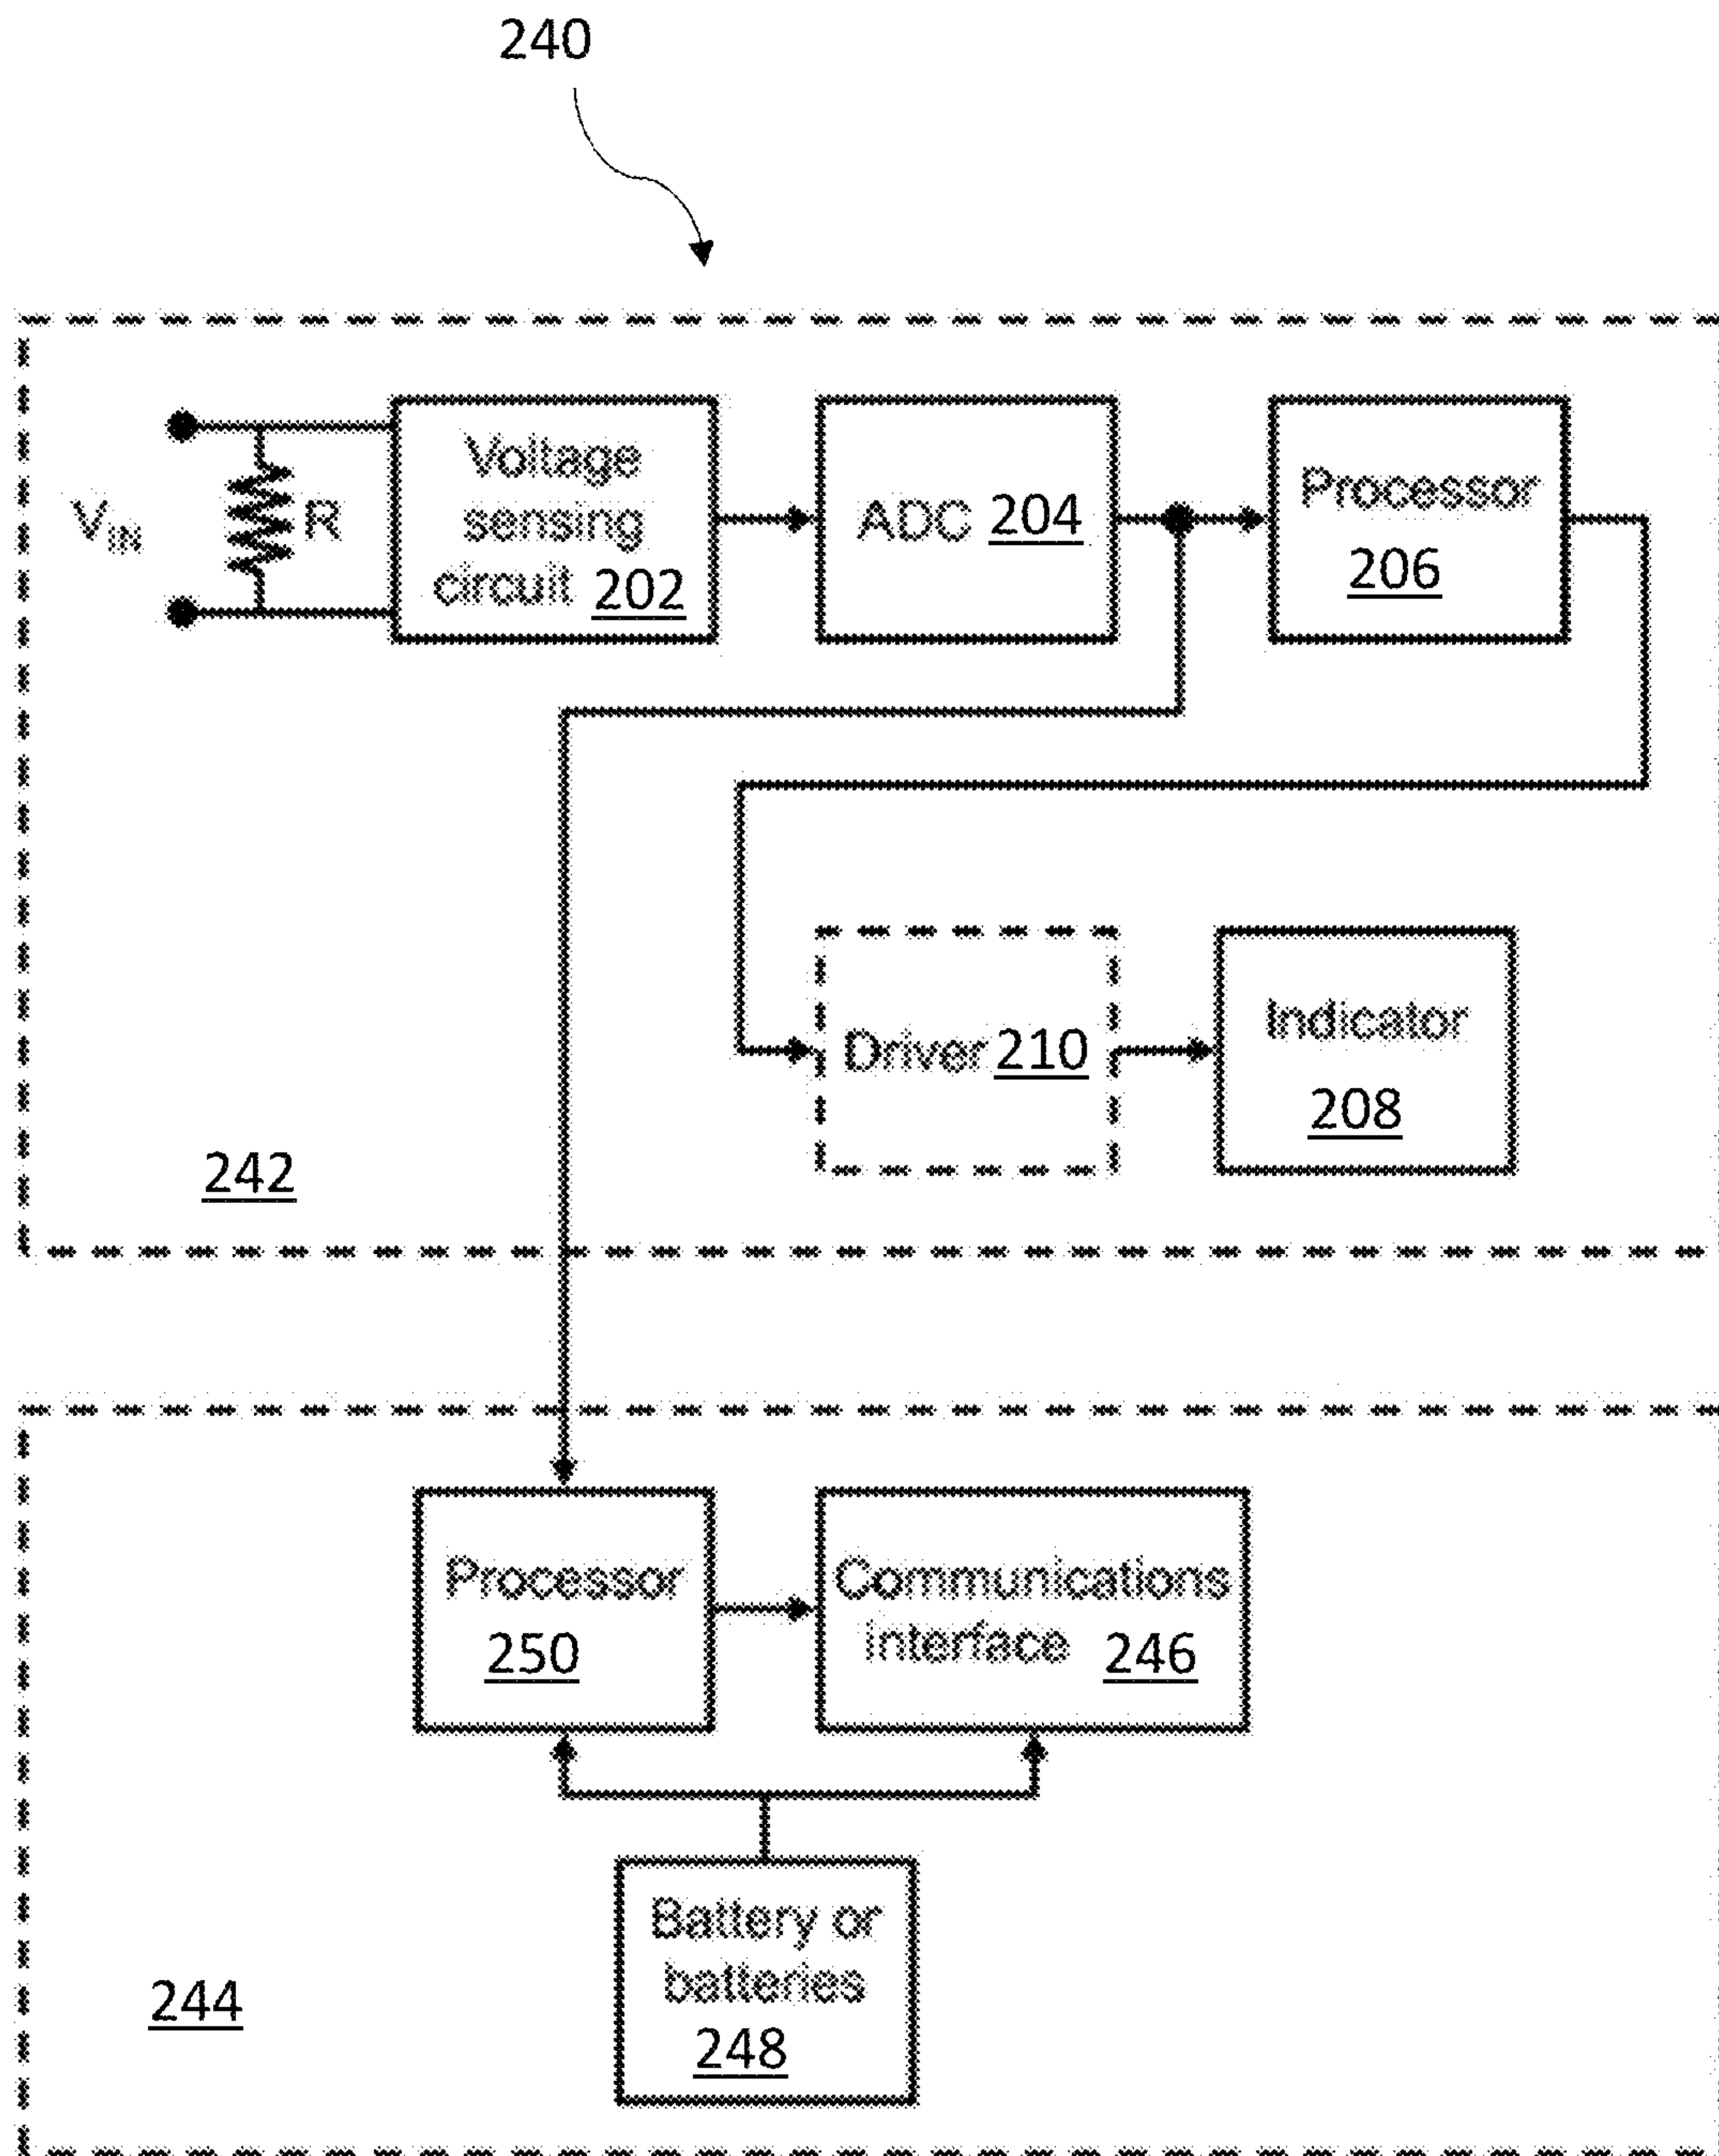 240
Voltage
sensing
circuit 202
ADC 204
Processor
206
VIN
R
Driver 210
Indicator
208
242
Processor
250
Communications
interface 246
Battery or
batteries
248
244